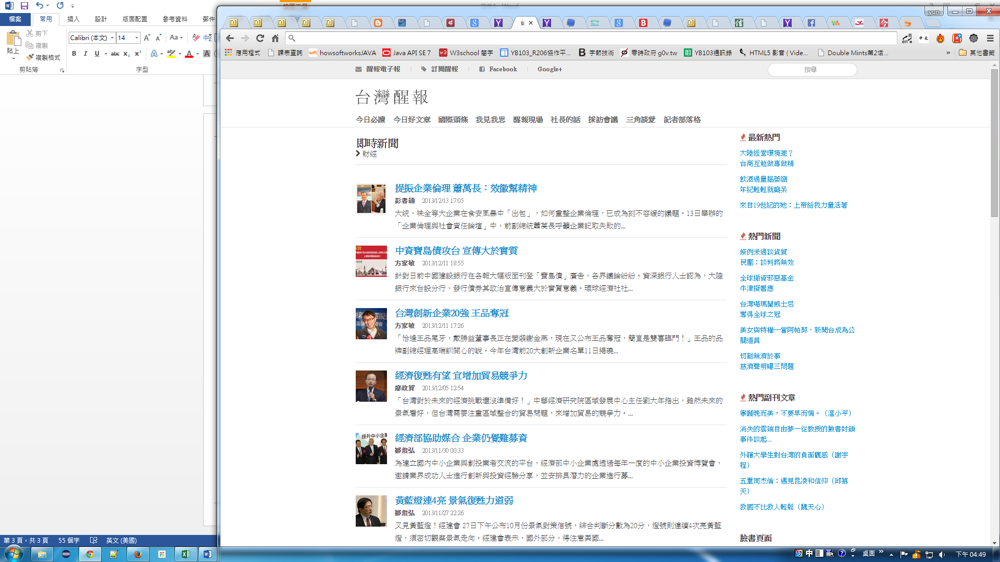 yun
檔案 常用 插入 設計 版面配置 參考資料 郵件
貼上
剪下
複製
複製格式
剪貼簿
Calibri (本文) 14
字型
應用程式 課表查詢 howsoftworksJAVA Java API SE 7 W3school 簡字 YB103_R206協作平... 字節技術 零時政府 g0v.tw YB103通訊錄 HTML5 影音 ( Vide... Double Mints第2话... » 其他書籤
醒報電子報 訂閱醒報 Facebook Google+ 搜尋
台灣醒報
今日必讀 今日好文章 國際頭條 我見我思 醒報現場 社長的話 採訪會議 三角談愛 記者部落格
即時新聞
財經
提振企業倫理 蕭萬長：效徽幫精神
彭書穎 2013/12/13 17:05
大統、味全等大企業在食安風暴中「出包」，如何重整企業倫理，已成為刻不容緩的議題。13日舉辦的
「企業倫理與社會責任論壇」中，前副總統蕭萬長呼籲企業記取失敗的...
中資寶島債攻台 宣傳大於實質
方家敏 2013/12/11 18:55
針對日前中國建設銀行在各報大幅版面刊登「寶島債」廣告，各界議論紛紛。資深銀行人士認為，大陸
銀行來台設分行、發行債券其政治宣傳意義大於實質意義。環球經濟社社...
台灣創新企業20強 王品奪冠
方家敏 2013/12/11 17:26
「恰逢王品尾牙，戴勝益董事長正在變裝謝金燕，現在又公布王品奪冠，簡直是雙喜臨門！」王品的品
牌副總經理高瑞訓開心的說。今年台灣前20大創新企業名單11日揭曉...
經濟復甦有望 宜增加貿易競爭力
廖政貿 2013/12/05 12:54
「台灣對於未來的經濟挑戰還沒準備好！」中華經濟研究院區域發展中心主任劉大年指出，雖然未來的
景氣看好，但台灣需要注重區域整合的貿易問題，來增加貿易的競爭力。...
經濟部協助媒合 企業仍覺難募資
鄒焌弘 2013/11/30 00:33
為建立國內中小企業與創投業者交流的平台，經濟部中小企業處透過每年一度的中小企業投資博覽會，
邀請業界成功人士進行創新與投資經驗分享，並安排具潛力的企業進行募...
黃藍燈連4亮 景氣復甦力道弱
鄒焌弘 2013/11/27 22:26
又見黃藍燈！經建會 27日下午公布10月份景氣對策信號，綜合判斷分數為20分，燈號則連續4次亮黃藍
燈，須密切觀察景氣走向。經建會表示，國外部分，得注意美國...
最新熱門
大陸經營環境差？
台商互勉做專做精
飲酒過量腦萎縮
年紀輕輕就癡呆
來自19世紀的她：上帝給我力量活著
熱門新聞
條例未過談貨貿
民團：談判將無效
全球撤資邪惡基金
牛津擬響應
台灣噶瑪蘭威士忌
奪得全球之冠
美女與特權—當阿帕契、新聞台成為公
關道具
切割無濟於事
慈濟聲明曝三問題
熱門副刊文章
寧願晚而美，不要早而悔。〔溫小平〕
消失的雲端自由夢—從教授的臉書封鎖
事件談起...
外籍大學生對台灣的負面觀感〔謝宇
程〕
五重周杰倫：遇見昆凌和信仰〔邱慕
天〕
救國不比救人輕鬆〔魏天心〕
臉書頁面
第 3 頁，共 3 頁 55 個字 英文 (美國)
中 桌面 » 下午 04:49